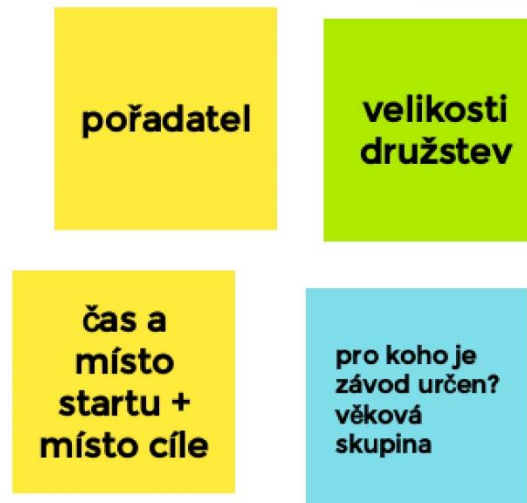 pořadatel
velikosti
družstev
čas a
místo
startu +
místo cíle
pro koho je
závod určen?
věková
skupina